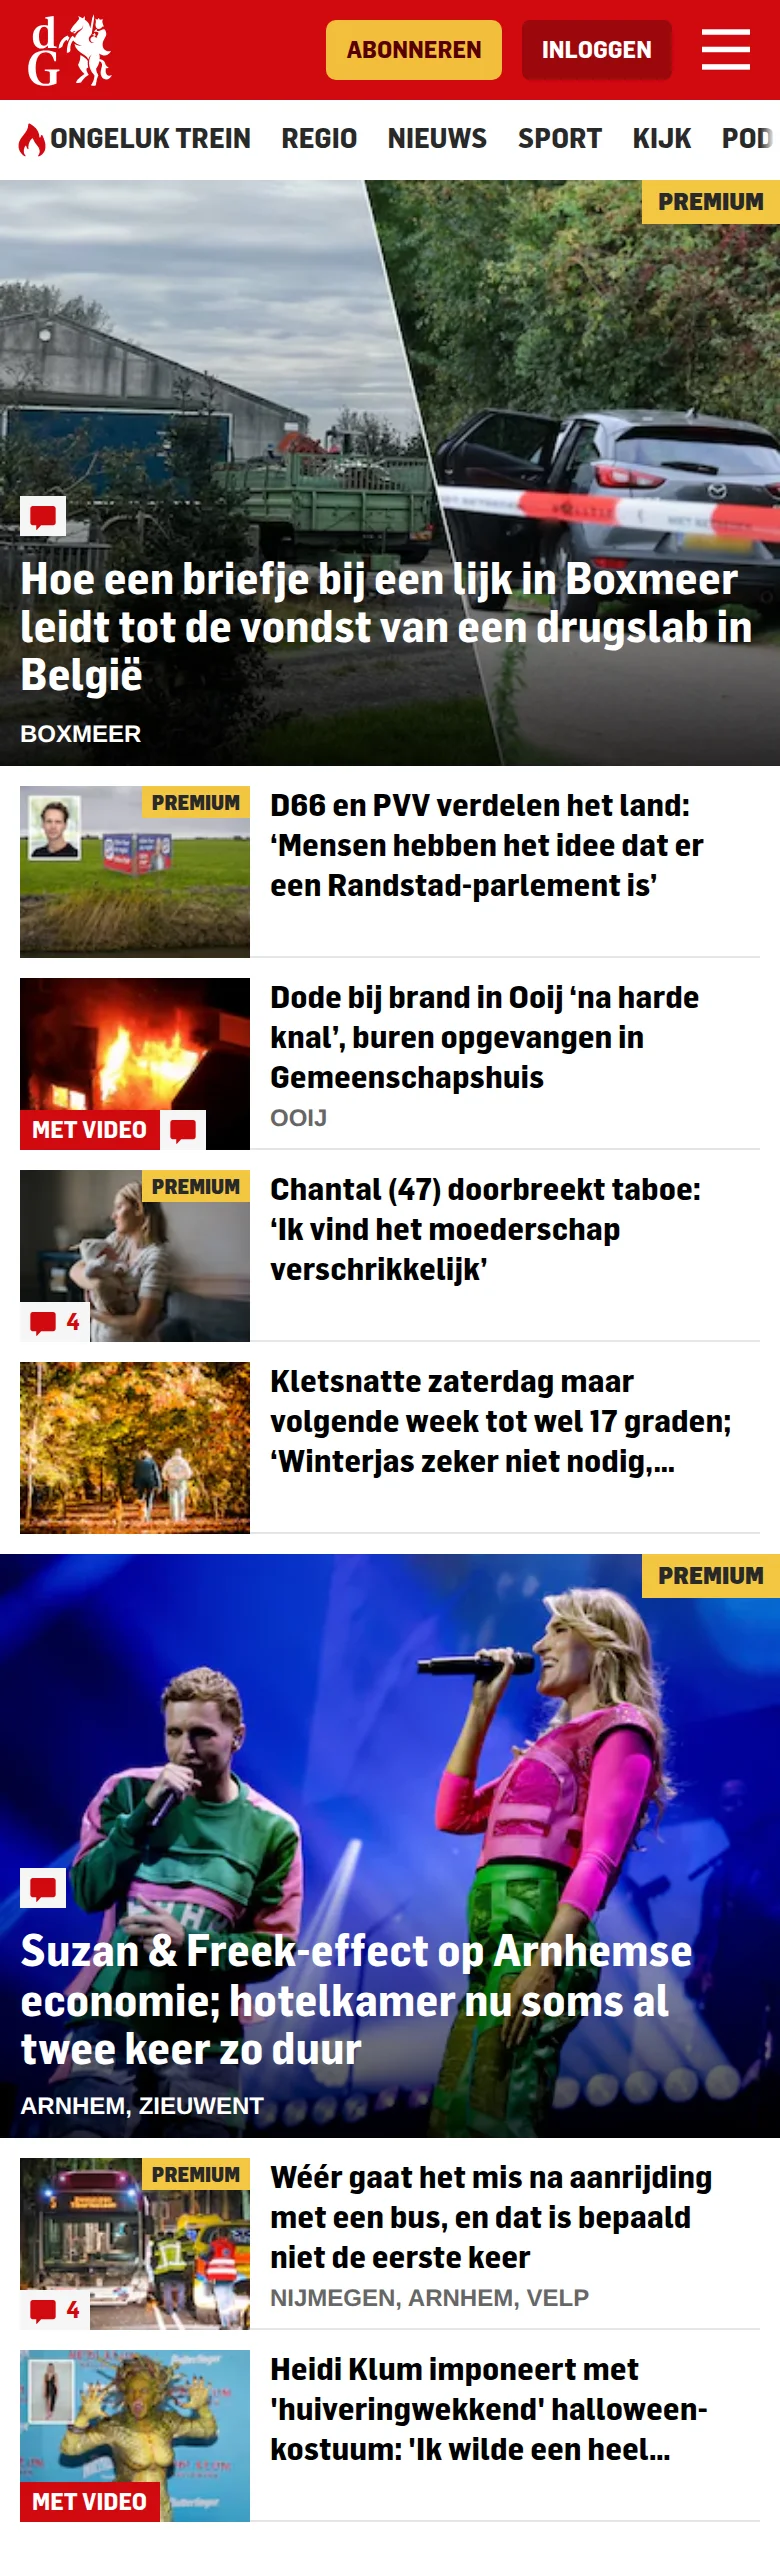 dG
ABONNEREN
INLOGGEN
ONGELUK TREIN
REGIO
NIEUWS
SPORT
KIJK
POD
PREMIUM
Hoe een briefje bij een lijk in Boxmeer
leidt tot de vondst van een drugslab in
België
BOXMEER
PREMIUM
D66 en PVV verdelen het land:
‘Mensen hebben het idee dat er
een Randstad-parlement is’
MET VIDEO
Dode bij brand in Ooij ‘na harde
knal’, buren opgevangen in
Gemeenschapshuis
OOIJ
PREMIUM
4
Chantal (47) doorbreekt taboe:
‘Ik vind het moederschap
verschrikkelijk’
Kletsnatte zaterdag maar
volgende week tot wel 17 graden;
‘Winterjas zeker niet nodig,...
PREMIUM
Suzan & Freek-effect op Arnhemse
economie; hotelkamer nu soms al
twee keer zo duur
ARNHEM, ZIEUWENT
PREMIUM
4
Wéér gaat het mis na aanrijding
met een bus, en dat is bepaald
niet de eerste keer
NIJMEGEN, ARNHEM, VELP
MET VIDEO
Heidi Klum imponeert met
'huiveringwekkend' halloween-
kostuum: 'Ik wilde een heel...